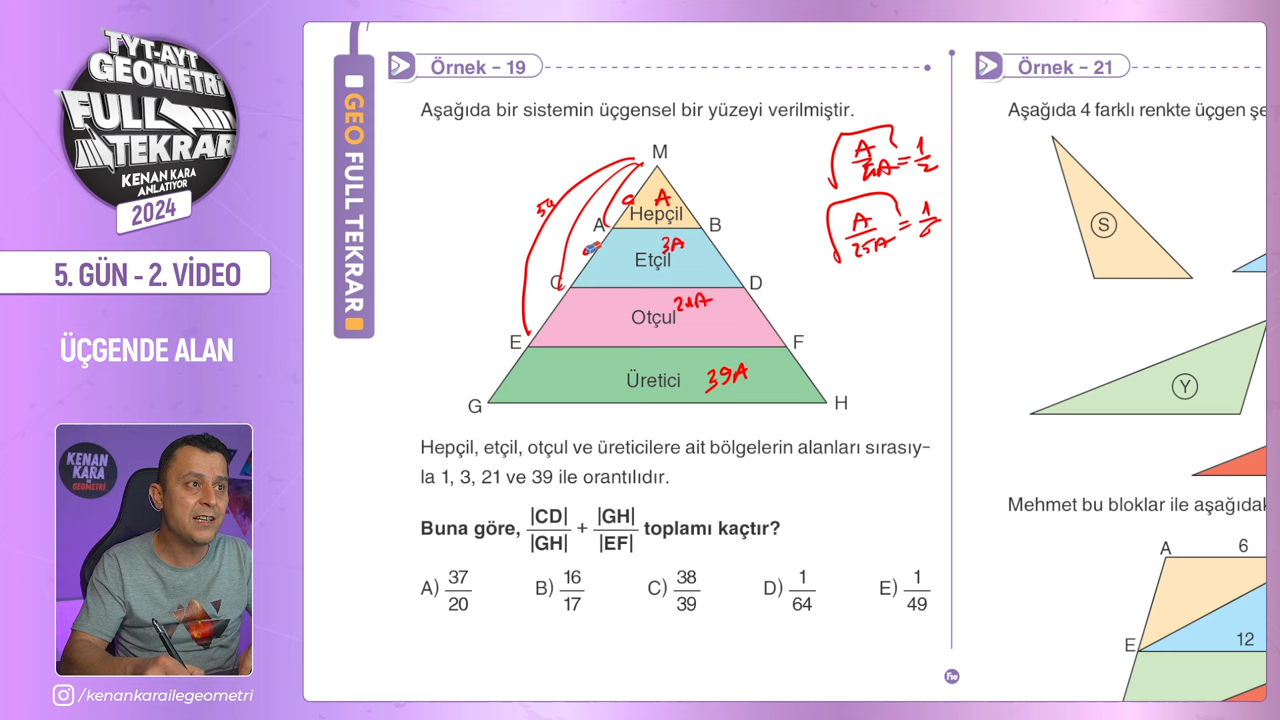 TYT-AYT
GEOMETRİ
FULL
TEKRAR
KENAN KARA
ANLATIYOR
2024
5. GÜN - 2. VİDEO
ÜÇGENDE ALAN
KENAN
KARA
GEOMETRİ
/kenankarailegeometri
GEO FULL TEKRAR
Örnek – 19
Aşağıda bir sistemin üçgensel bir yüzeyi verilmiştir.
M
5a
a
A
Hepçil
A
B
3A
Etçil
C
D
21A
Otçul
E
F
Üretici
39A
G
H
A/4A = 1/2
A/25A = 1/
Hepçil, etçil, otçul ve üreticilere ait bölgelerin alanları sırasıy–
la 1, 3, 21 ve 39 ile orantılıdır.
Buna göre, |CD|/|GH| + |GH|/|EF| toplamı kaçtır?
A) 37/20 B) 16/17 C) 38/39 D) 1/64 E) 1/49
Örnek – 21
Aşağıda 4 farklı renkte üçgen şe
S
Y
Mehmet bu bloklar ile aşağıdak
A
6
E
12